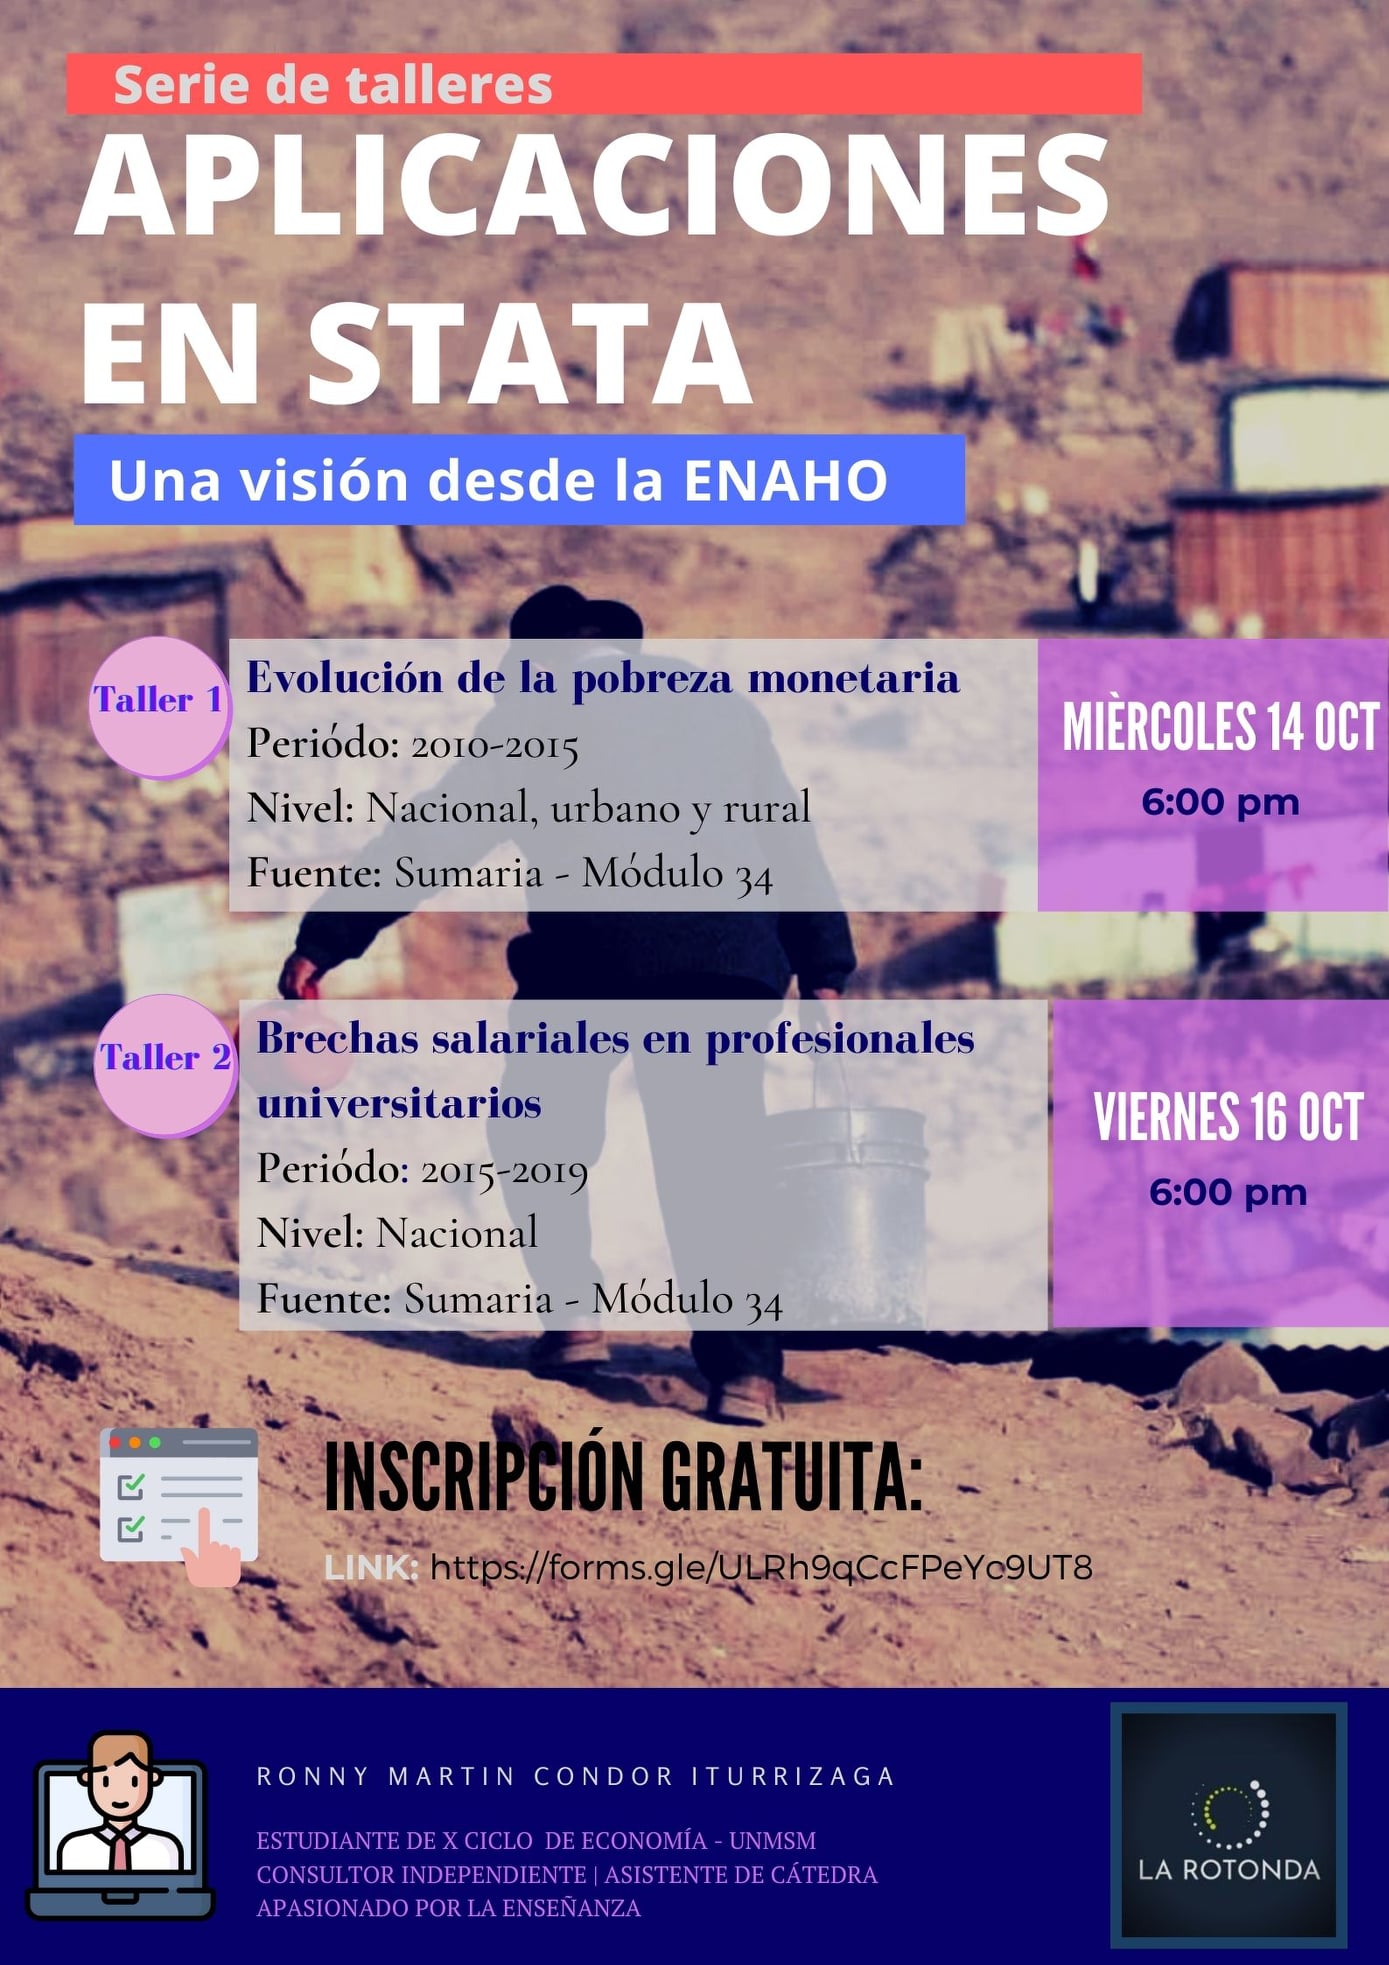 Serie de talleres
APLICACIONES
EN STATA
Una visión desde la ENAHO
Taller 1
Evolución de la pobreza monetaria
Periódo: 2010-2015
Nivel: Nacional, urbano y rural
Fuente: Sumaria - Módulo 34
MIÈRCOLES 14 OCT
6:00 pm
Taller 2
Brechas salariales en profesionales
universitarios
Periódo: 2015-2019
Nivel: Nacional
Fuente: Sumaria - Módulo 34
VIERNES 16 OCT
6:00 pm
INSCRIPCIÓN GRATUITA:
LINK: https://forms.gle/ULRh9qCcFPeYc9UT8
RONNY MARTIN CONDOR ITURRIZAGA
ESTUDIANTE DE X CICLO DE ECONOMÍA - UNMSM
CONSULTOR INDEPENDIENTE | ASISTENTE DE CÁTEDRA
APASIONADO POR LA ENSEÑANZA
LA ROTONDA